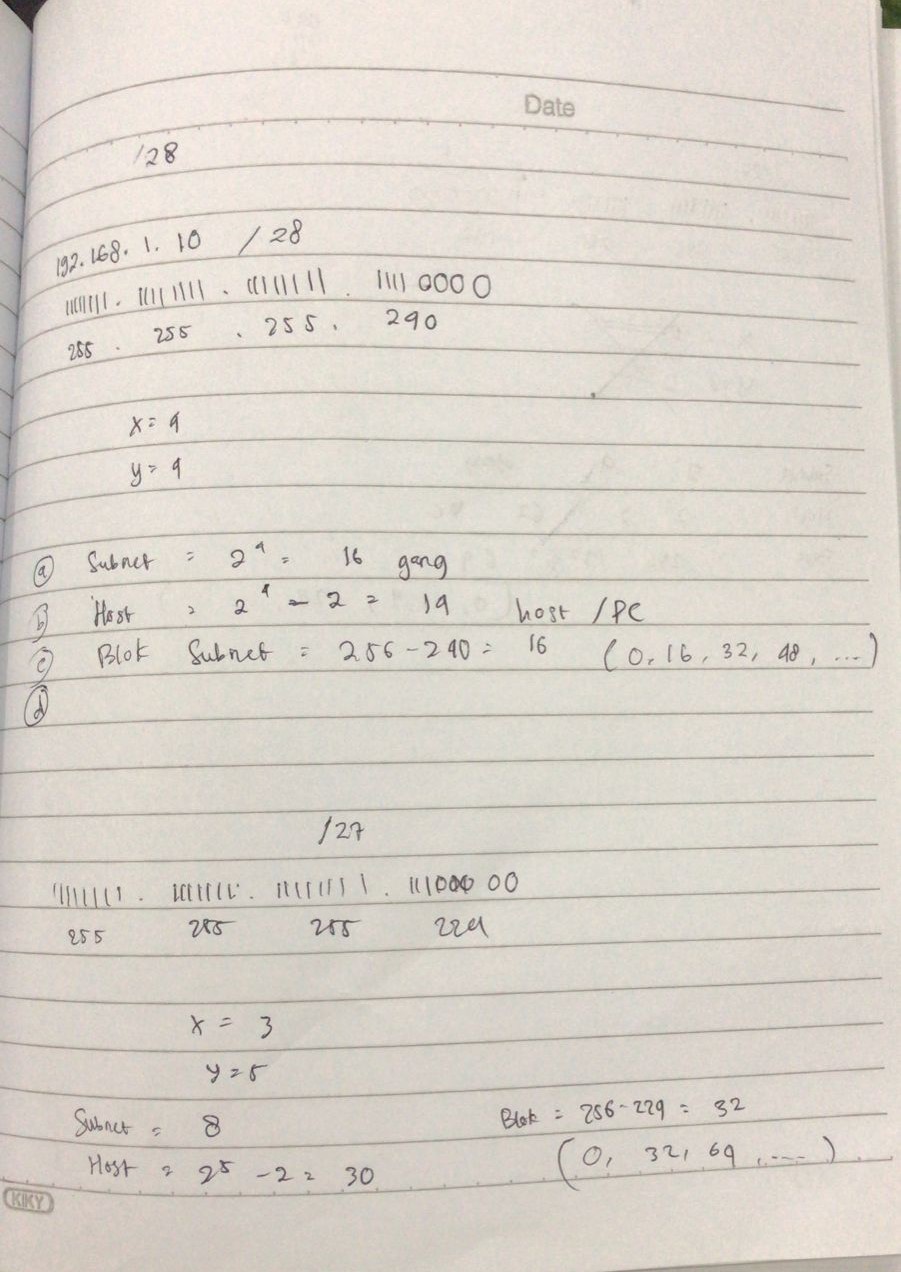 Date
/28
192.168.1.10 /28
11111111.11111111.11111111.11110000
255.255.255.240
x=4
y=4
(a) Subnet = 2^4 = 16 gang
(b) Host = 2^4 - 2 = 14 host /PC
(c) Blok Subnet = 256-240 = 16 (0, 16, 32, 48, ...)
(d)
/27
11111111.11111111.11111111.11100000
255 255 255 224
x = 3
y=5
Subnet = 8
Blok = 256-224 = 32
Host = 2^5 -2 = 30
(0, 32, 64, ....)
KIKY